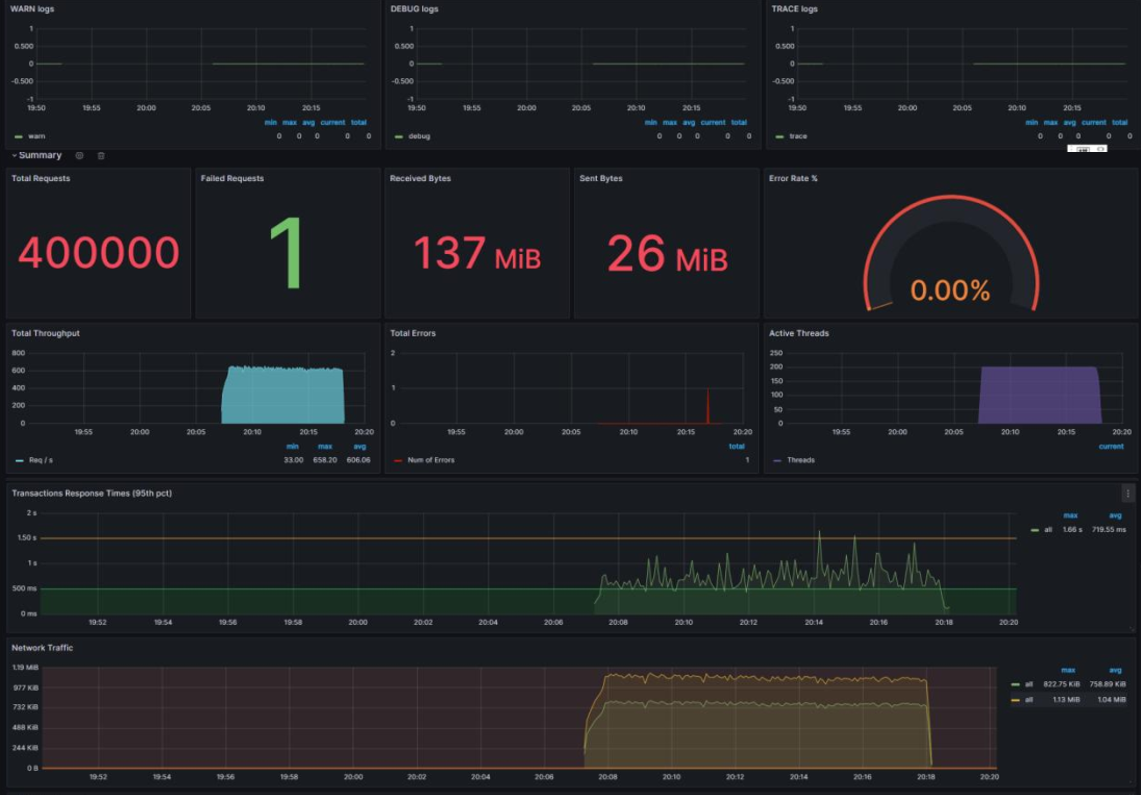 WARN logs DEBUG logs TRACE logs
1 1 1
0.500 0.500 0.500
0 0 0
-0.500 -0.500 -0.500
-1 -1 -1
19:50 19:55 20:00 20:05 20:10 20:15 19:50 19:55 20:00 20:05 20:10 20:15 19:50 19:55 20:00 20:05 20:10 20:15
min max avg current total min max avg current total min max avg current total
warn 0 0 0 0 0 debug 0 0 0 0 0 trace 0 0 0 0 0
Summary
Total Requests Failed Requests Received Bytes Sent Bytes Error Rate %
400000 1 137 MiB 26 MiB 0.00%
Total Throughput Total Errors Active Threads
800 2 250
600 200
400 1 150
200 100
0 0 50
0
19:55 20:00 20:05 20:10 20:15 20:20 19:55 20:00 20:05 20:10 20:15 20:20 19:55 20:00 20:05 20:10 20:15 20:20
min max avg total current
Req / s 33.00 658.20 606.06 Num of Errors 1 Threads
Transactions Response Times (95th pct)
2 s max avg
1.50 s all 1.66 s 719.55 ms
1 s
500 ms
0 ms
19:52 19:54 19:56 19:58 20:00 20:02 20:04 20:06 20:08 20:10 20:12 20:14 20:16 20:18 20:20
Network Traffic
1.19 MiB max avg
977 KiB all 822.75 KiB 758.89 KiB
732 KiB all 1.13 MiB 1.04 MiB
488 KiB
244 KiB
0 B
19:52 19:54 19:56 19:58 20:00 20:02 20:04 20:06 20:08 20:10 20:12 20:14 20:16 20:18 20:20